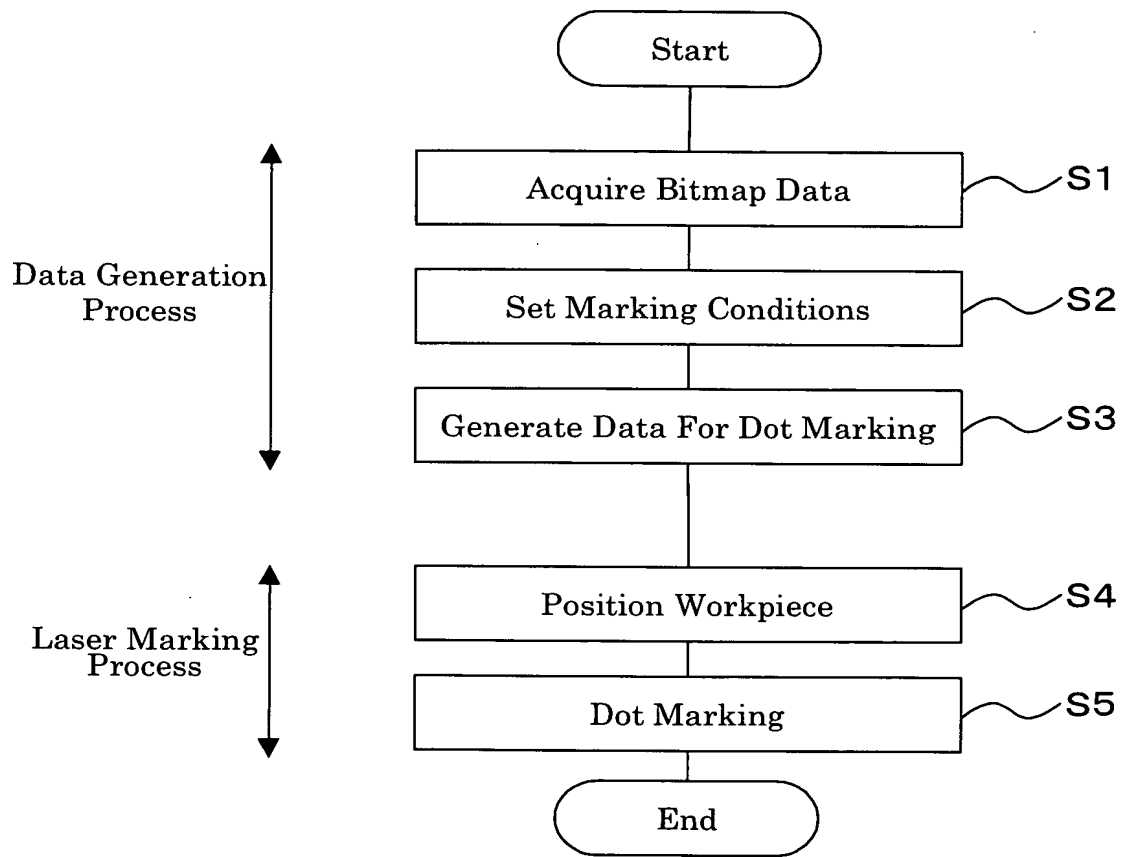 Start
Acquire Bitmap Data
S1
Data Generation
Process
Set Marking Conditions
S2
Generate Data For Dot Marking
S3
Position Workpiece
S4
Laser Marking
Process
Dot Marking
S5
End